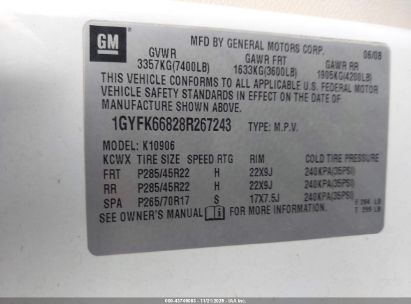 GM
MFD BY GENERAL MOTORS CORP. 06/08
GVWR GAWR FRT GAWR RR
3357KG(7400LB) 1633KG(3600LB) 1905KG(4200LB)
THIS VEHICLE CONFORMS TO ALL APPLICABLE U.S. FEDERAL MOTOR
VEHICLE SAFETY STANDARDS IN EFFECT ON THE DATE OF
MANUFACTURE SHOWN ABOVE.
1GYFK66828R267243 TYPE: M.P.V.
MODEL: K10906
KCWX TIRE SIZE SPEED RTG RIM COLD TIRE PRESSURE
FRT P285/45R22 H 22X9J 240KPA(35PSI)
RR P285/45R22 H 22X9J 240KPA(35PSI)
SPA P265/70R17 S 17X7.5J 240KPA(35PSI)
SEE OWNER'S MANUAL FOR MORE INFORMATION.